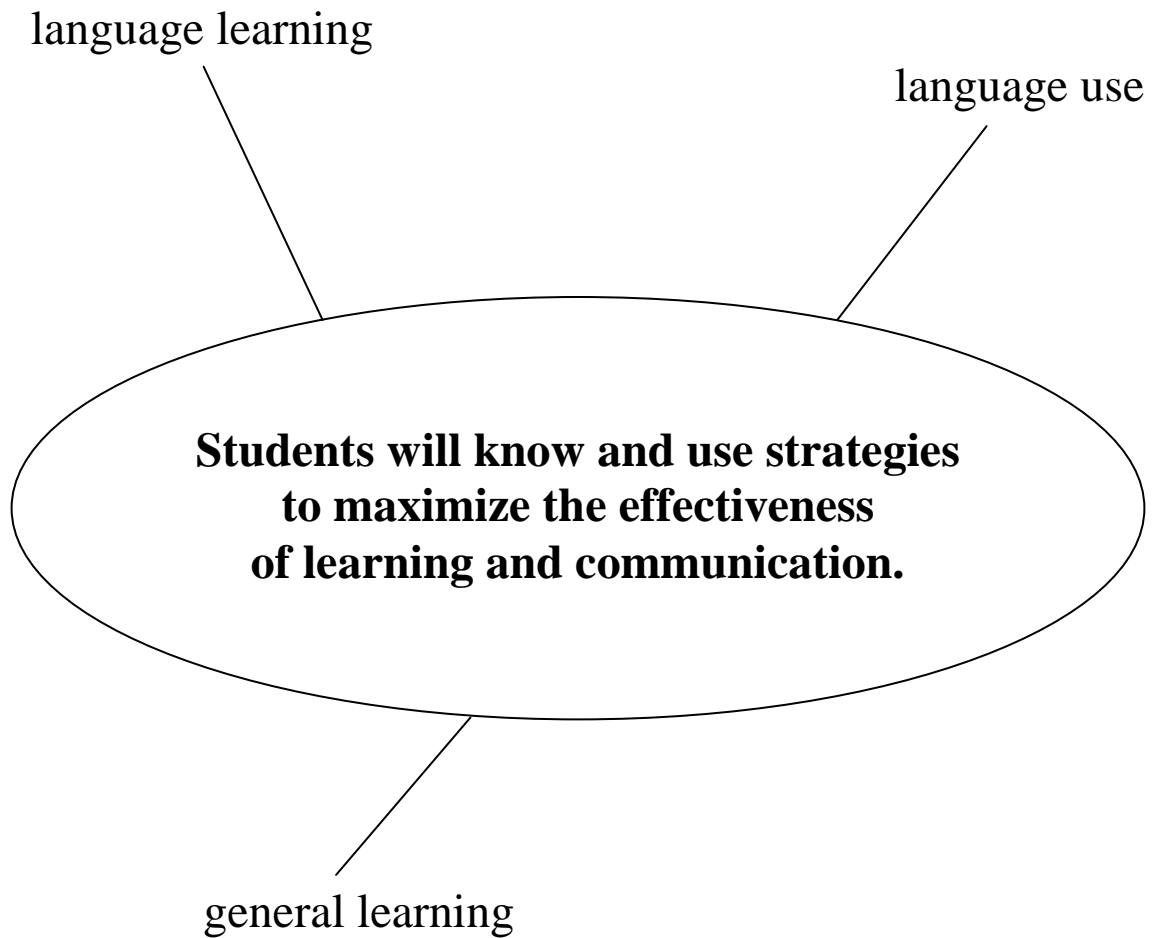 language learning
language use
Students will know and use strategies
to maximize the effectiveness
of learning and communication.
general learning